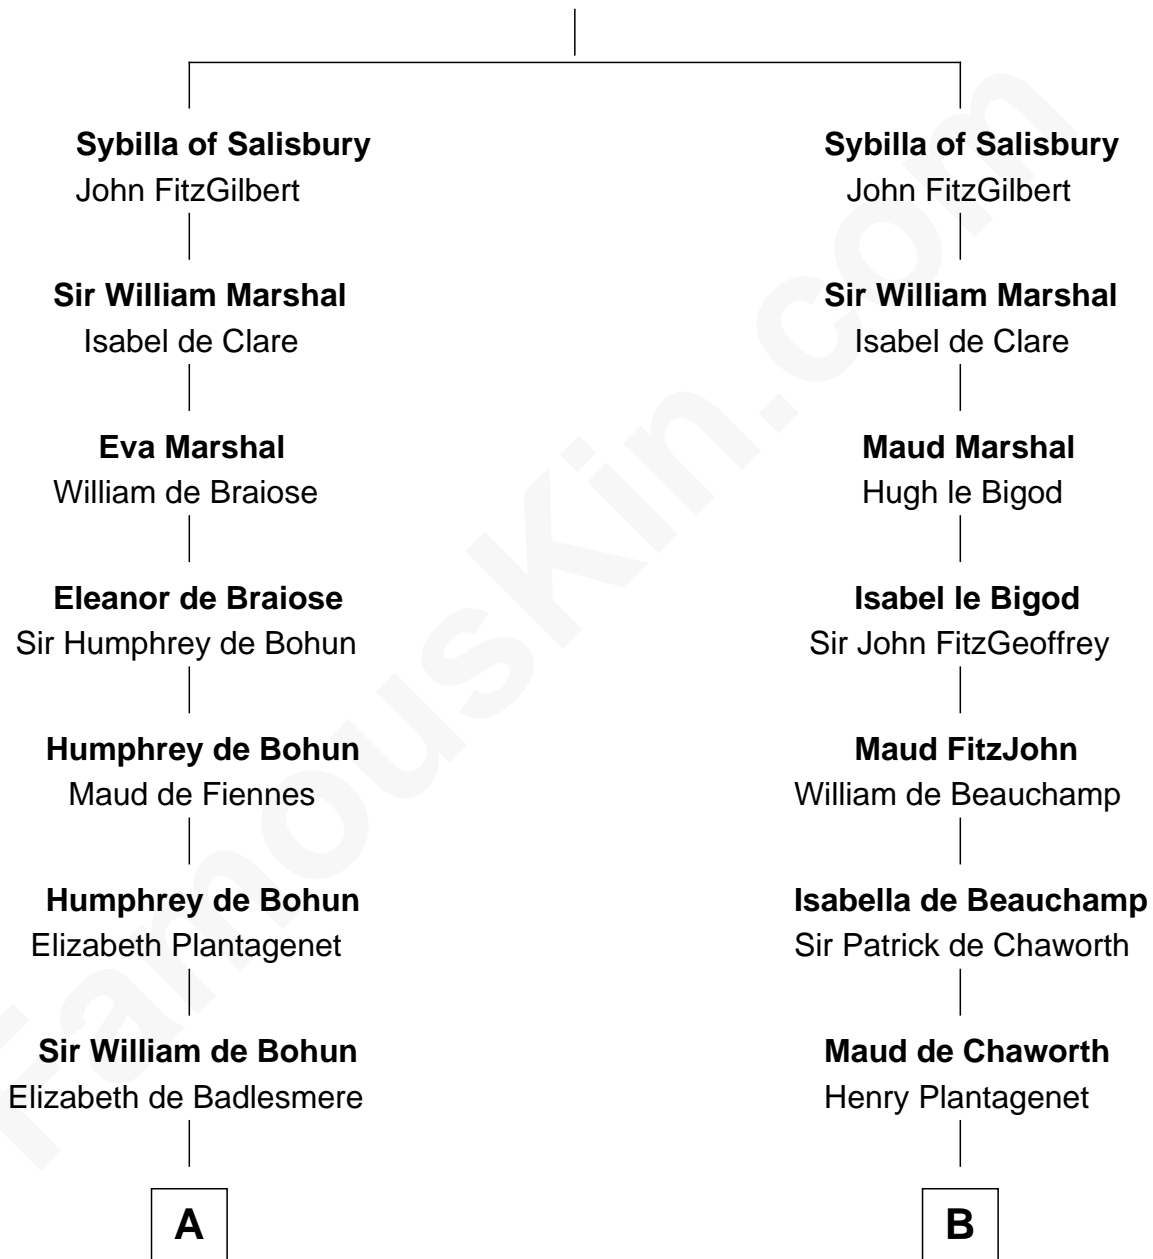 Sybilla of Salisbury
John FitzGilbert
Sir William Marshal
Isabel de Clare
Eva Marshal
William de Braiose
Eleanor de Braiose
Sir Humphrey de Bohun
Humphrey de Bohun
Maud de Fiennes
Humphrey de Bohun
Elizabeth Plantagenet
Sir William de Bohun
Elizabeth de Badlesmere
A
Sybilla of Salisbury
John FitzGilbert
Sir William Marshal
Isabel de Clare
Maud Marshal
Hugh le Bigod
Isabel le Bigod
Sir John FitzGeoffrey
Maud FitzJohn
William de Beauchamp
Isabella de Beauchamp
Sir Patrick de Chaworth
Maud de Chaworth
Henry Plantagenet
B
FamousKin.com